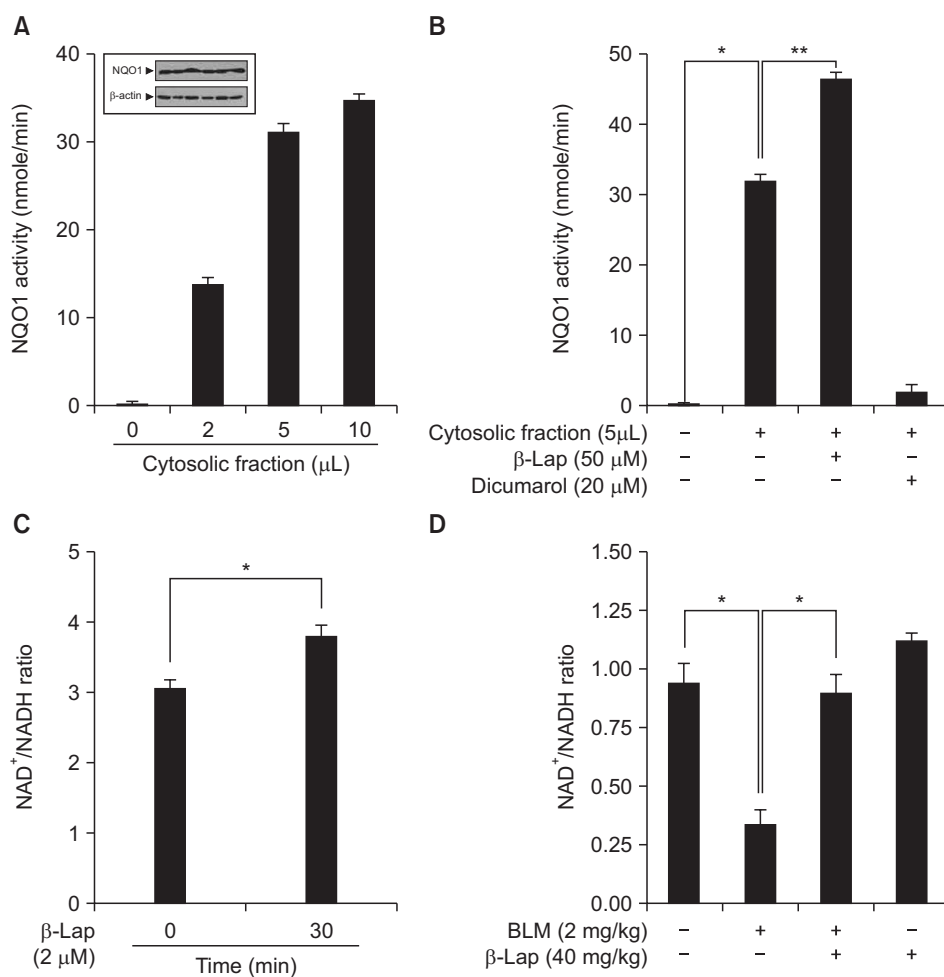 A
NQO1 activity (nmole/min)
40
30
20
10
0
NQO1
β-actin
0 2 5 10
Cytosolic fraction (μL)
B
NQO1 activity (nmole/min)
50
40
30
20
10
0
* **
Cytosolic fraction (5μL) – + + +
β-Lap (50 μM) – – + –
Dicumarol (20 μM) – – – +
C
NAD+/NADH ratio
5
4
3
2
1
0
*
β-Lap (2 μM)
0 30
Time (min)
D
NAD+/NADH ratio
1.50
1.25
1.00
0.75
0.50
0.25
0.00
* *
BLM (2 mg/kg) – + + –
β-Lap (40 mg/kg) – – + +